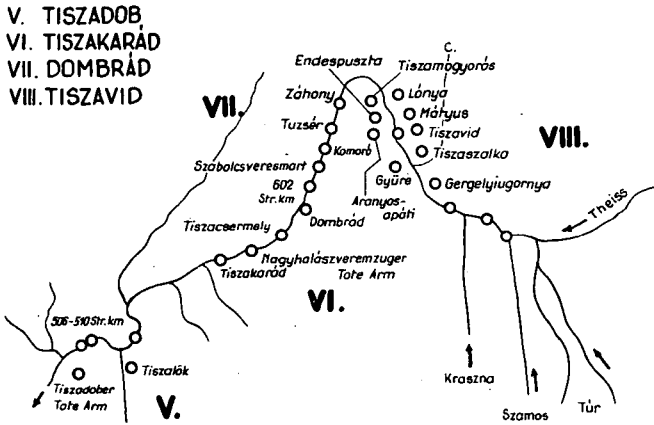 V. TISZADOB
VI. TISZAKARÁD
VII. DOMBRÁD
VIII. TISZAVID
C.
Endespuszta
Tiszamogyorós
Záhony
Lónya
VII.
Mátyus
VIII.
Tuzsér
Tiszavid
Komoró
Tiszaszalka
Szabolcsveresmart
Gyüre
602
Str.km
Aranyos-
apáti
Gergelyiugornya
Theiss
Dombrád
Tiszacsermely
Nagyhalászveremzuger
Tote Arm
Tiszakarád
VI.
506-510 Str.km
Tiszalök
Kraszna
Tiszadober
Tote Arm
V.
Szamos
Túr